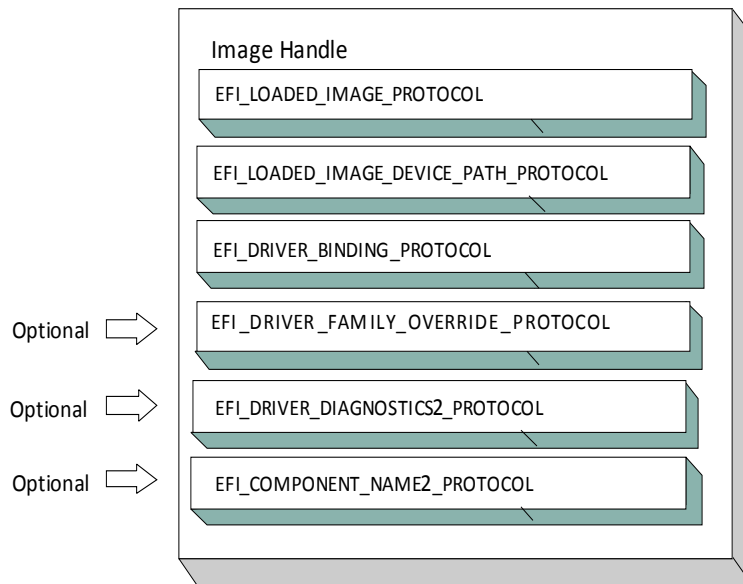 Image Handle
EFI_LOADED_IMAGE_PROTOCOL
EFI_LOADED_IMAGE_DEVICE_PATH_PROTOCOL
EFI_DRIVER_BINDING_PROTOCOL
Optional
EFI_DRIVER_FAMILY_OVERRIDE_PROTOCOL
Optional
EFI_DRIVER_DIAGNOSTICS2_PROTOCOL
Optional
EFI_COMPONENT_NAME2_PROTOCOL